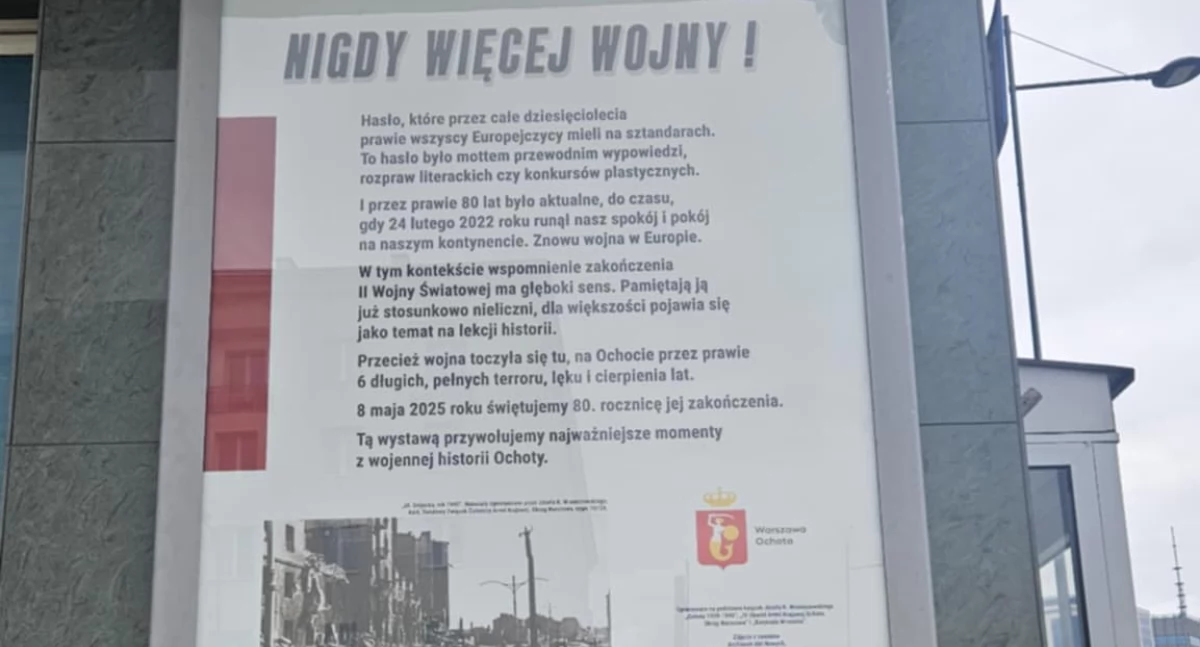 NIGDY WIĘCEJ WOJNY !
Hasło, które przez całe dziesięciolecia
prawie wszyscy Europejczycy mieli na sztandarach.
To hasło było mottem przewodnim wypowiedzi,
rozpraw literackich czy konkursów plastycznych.
I przez prawie 80 lat było aktualne, do czasu,
gdy 24 lutego 2022 roku runął nasz spokój i pokój
na naszym kontynencie. Znowu wojna w Europie.
W tym kontekście wspomnienie zakończenia
II Wojny Światowej ma głęboki sens. Pamiętają ją
już stosunkowo nieliczni, dla większości pojawia się
jako temat na lekcji historii.
Przecież wojna toczyła się tu, na Ochocie przez prawie
6 długich, pełnych terroru, lęku i cierpienia lat.
8 maja 2025 roku świętujemy 80. rocznicę jej zakończenia.
Tą wystawą przywołujemy najważniejsze momenty
z wojennej historii Ochoty.
Warszawa
Ochota